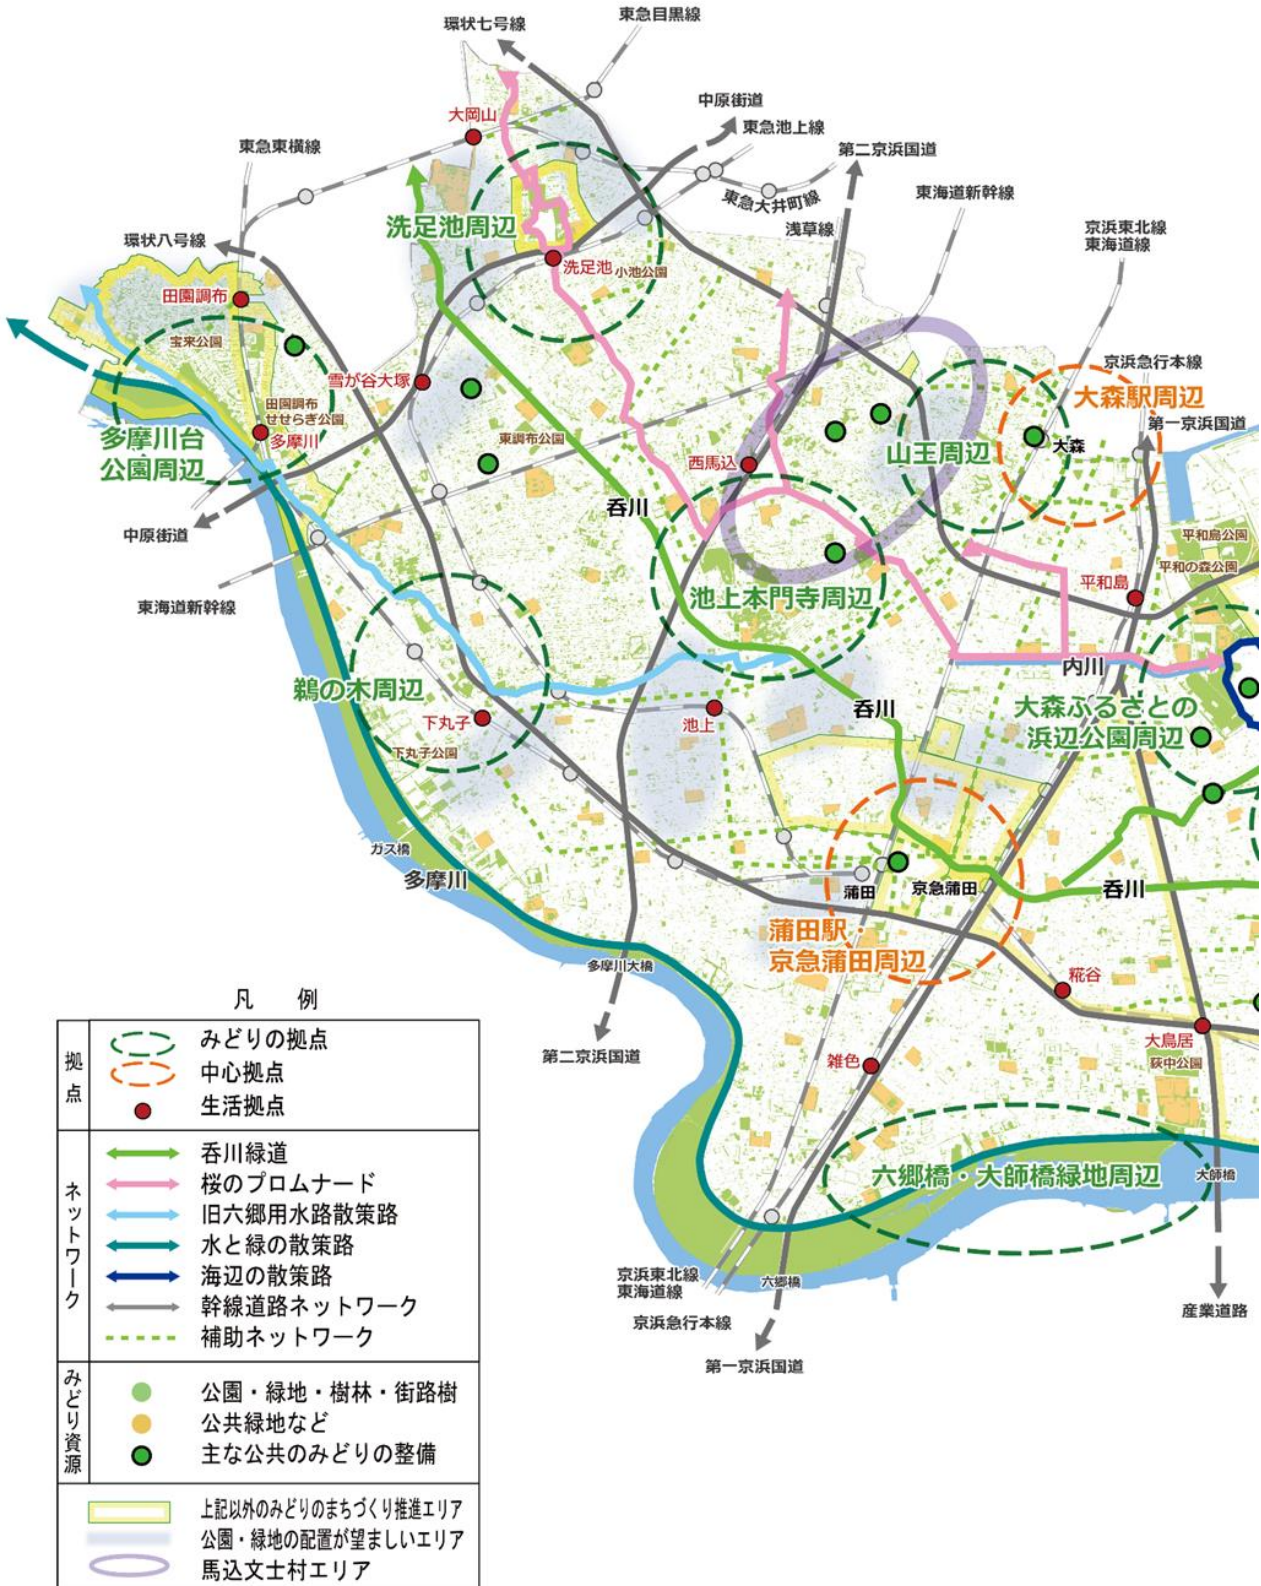 環状七号線
東急目黒線
大岡山
中原街道
東急池上線
東急東横線
第二京浜国道
東急大井町線
東海道新幹線
浅草線
京浜東北線
東海道線
環状八号線
洗足池周辺
洗足池
小池公園
田園調布
宝来公園
雪が谷大塚
京浜急行本線
大森駅周辺
第一京浜国道
田園調布
せせらぎ公園
多摩川
多摩川台
公園周辺
東調布公園
西馬込
山王周辺
大森
呑川
中原街道
平和島公園
平和の森公園
東海道新幹線
池上本門寺周辺
平和島
内川
鵜の木周辺
下丸子
池上
呑川
大森ふるさとの
浜辺公園周辺
下丸子公園
ガス橋
多摩川
蒲田
京急蒲田
呑川
蒲田駅・
京急蒲田周辺
多摩川大橋
糀谷
第二京浜国道
大鳥居
萩中公園
雑色
六郷橋・大師橋緑地周辺
大師橋
京浜東北線
東海道線
六郷橋
京浜急行本線
産業道路
第一京浜国道
凡 例
拠点
みどりの拠点
中心拠点
生活拠点
ネットワーク
呑川緑道
桜のプロムナード
旧六郷用水路散策路
水と緑の散策路
海辺の散策路
幹線道路ネットワーク
補助ネットワーク
みどり資源
公園・緑地・樹林・街路樹
公共緑地など
主な公共のみどりの整備
上記以外のみどりのまちづくり推進エリア
公園・緑地の配置が望ましいエリア
馬込文士村エリア